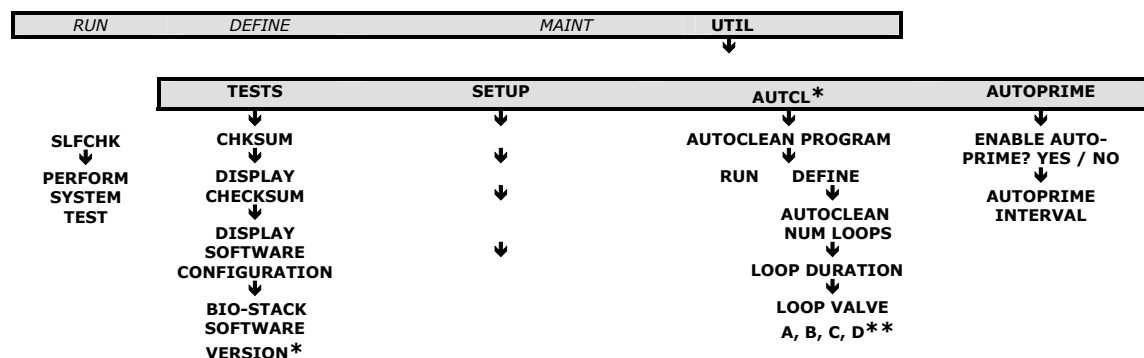 RUN DEFINE MAINT UTIL
TESTS SETUP AUTCL* AUTOPRIME
SLFCHK
PERFORM
SYSTEM
TEST
CHKSUM
DISPLAY
CHECKSUM
DISPLAY
SOFTWARE
CONFIGURATION
BIO-STACK
SOFTWARE
VERSION*
AUTOCLEAN PROGRAM
RUN DEFINE
AUTOCLEAN
NUM LOOPS
LOOP DURATION
LOOP VALVE
A, B, C, D**
ENABLE AUTO-
PRIME? YES / NO
AUTOPRIME
INTERVAL